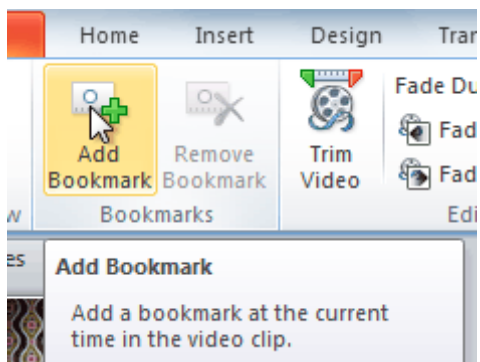 Home Insert Design
Fade
Add Bookmark
Remove Bookmark
Trim Video
Bookmarks
Add Bookmark
Add a bookmark at the current
time in the video clip.